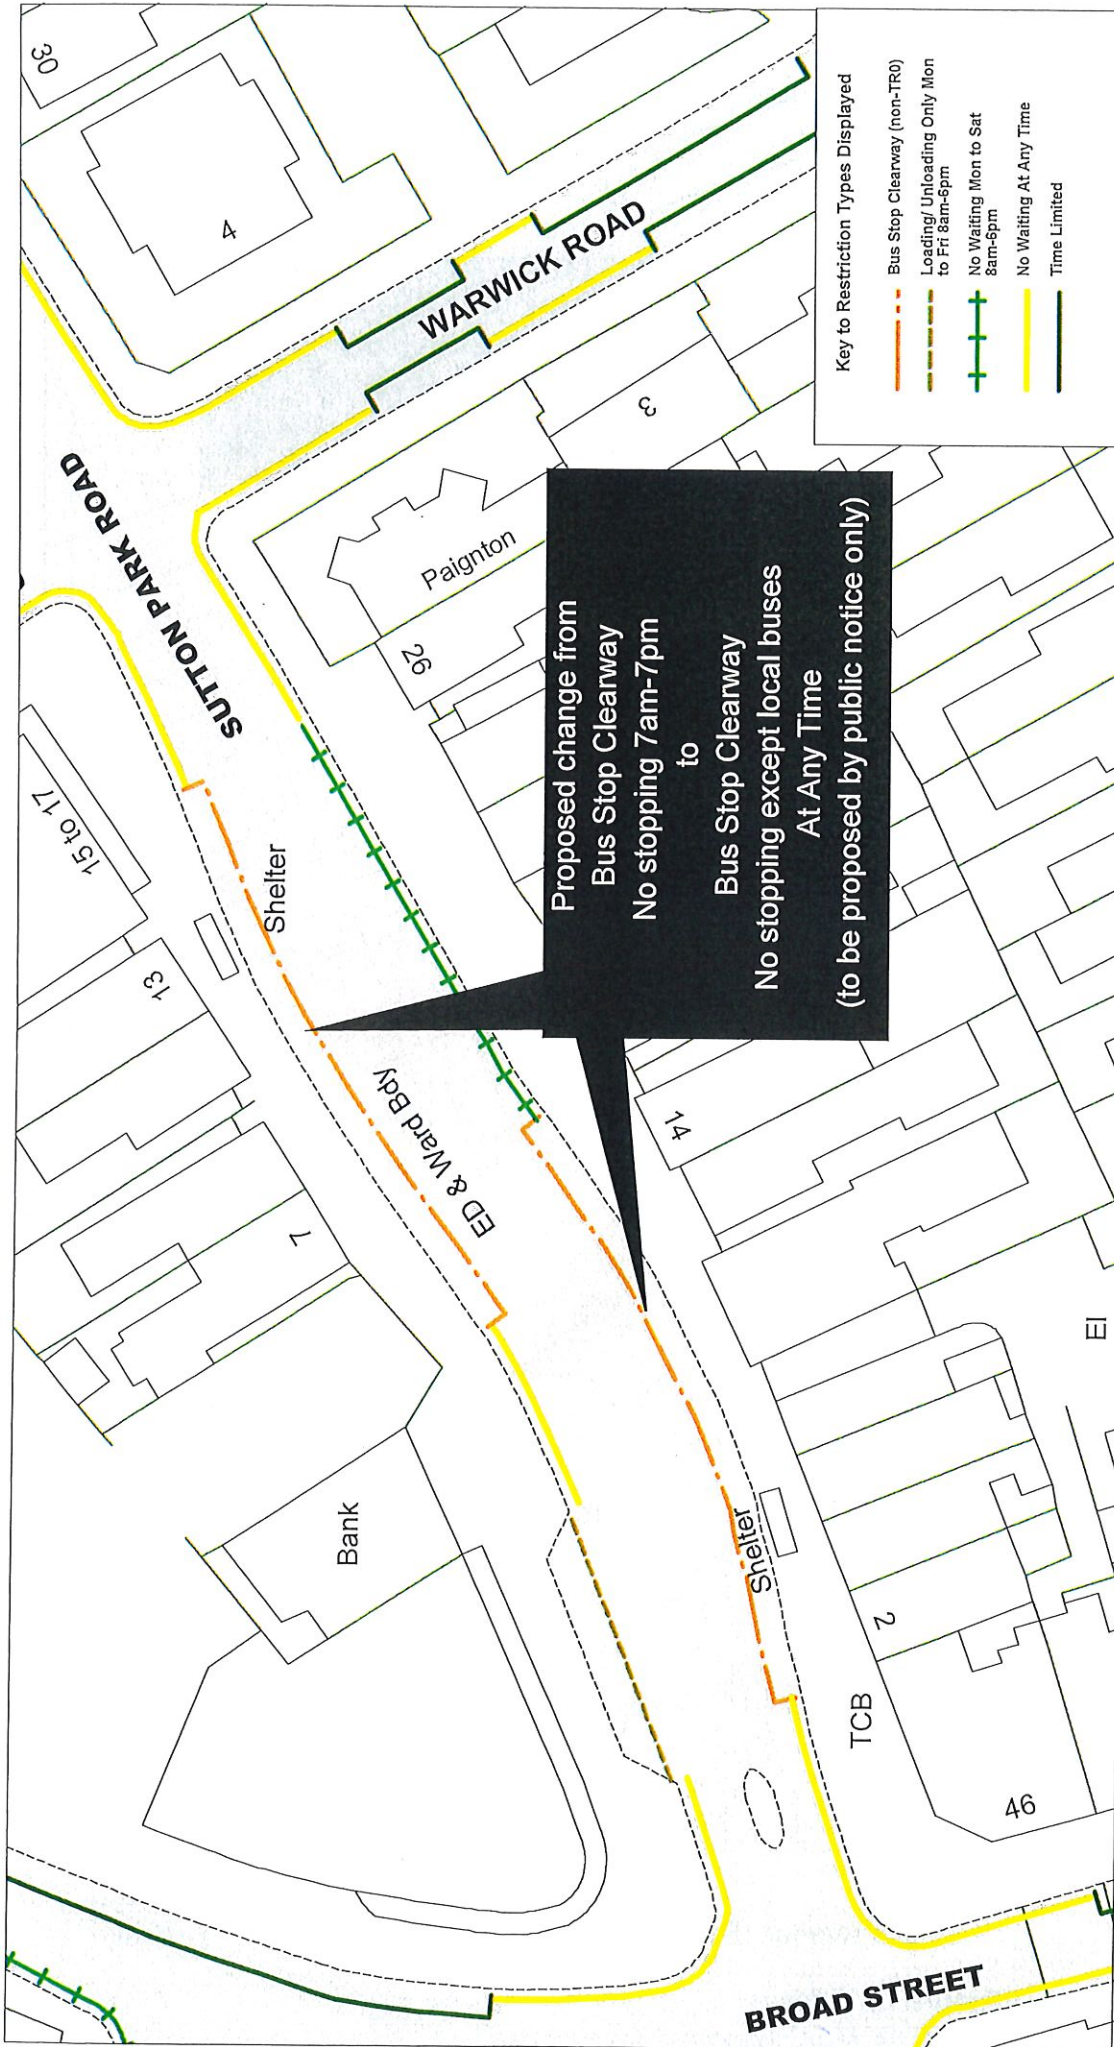 30
4
15 to 17
13
7
Bank
SUTTON PARK ROAD
WARWICK ROAD
Shelter
ED & Ward Bdy
Paignton
26
3
14
Shelter
2
TCB
46
El
BROAD STREET
Proposed change from
Bus Stop Clearway
No stopping 7am-7pm
to
Bus Stop Clearway
No stopping except local buses
At Any Time
(to be proposed by public notice only)
Key to Restriction Types Displayed
Bus Stop Clearway (non-TRO)
Loading/ Unloading Only Mon
to Fri 8am-6pm
No Waiting Mon to Sat
8am-6pm
No Waiting At Any Time
Time Limited